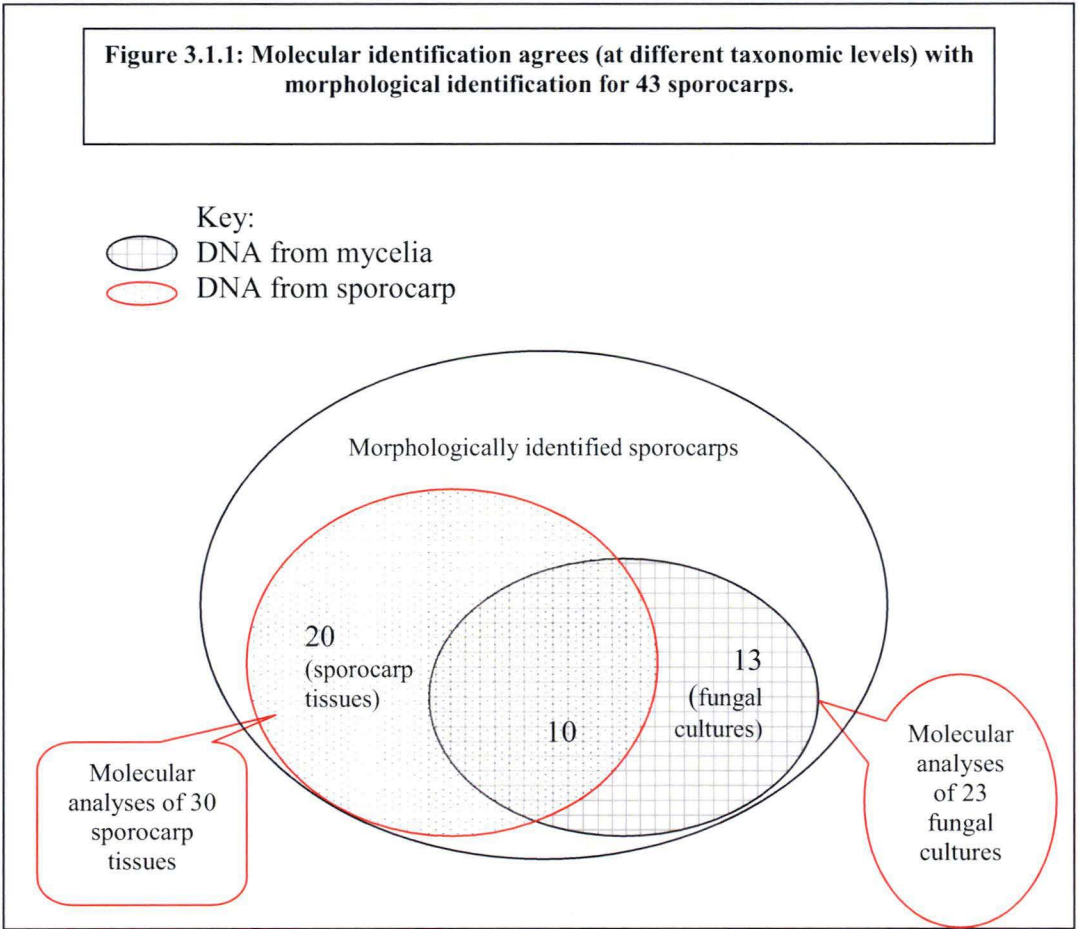 Figure 3.1.1: Molecular identification agrees (at different taxonomic levels) with
morphological identification for 43 sporocarps.
Key:
DNA from mycelia
DNA from sporocarp
Morphologically identified sporocarps
20
(sporocarp
tissues)
10
13
(fungal
cultures)
Molecular
analyses of 30
sporocarp
tissues
Molecular
analyses
of 23
fungal
cultures